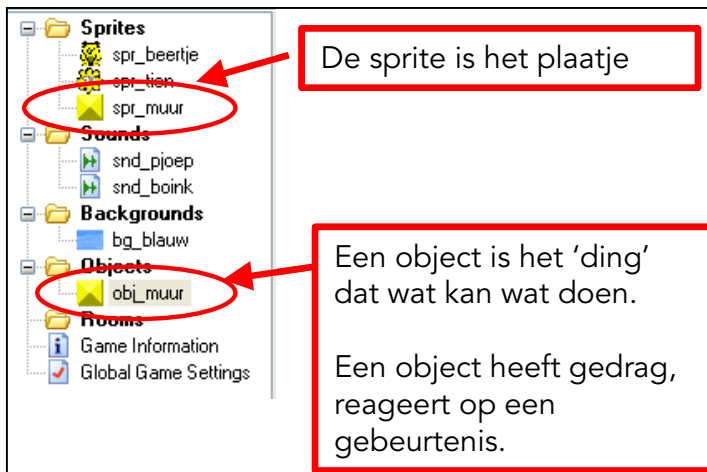 Sprites
spr_beertje
spr_tien
spr_muur
Sounds
snd_pjoep
snd_boink
Backgrounds
bg_blauw
Objects
obj_muur
Rooms
Game Information
Global Game Settings
De sprite is het plaatje
Een object is het ‘ding’
dat wat kan wat doen.
Een object heeft gedrag,
reageert op een
gebeurtenis.